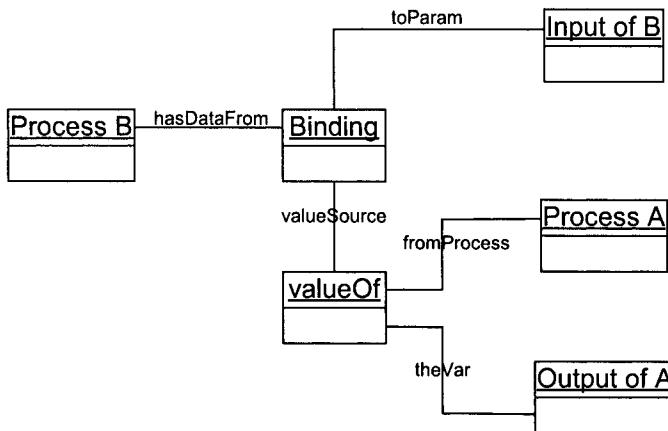 toParam
Input of B
Process B
hasDataFrom
Binding
valueSource
Process A
fromProcess
valueOf
theVar
Output of A